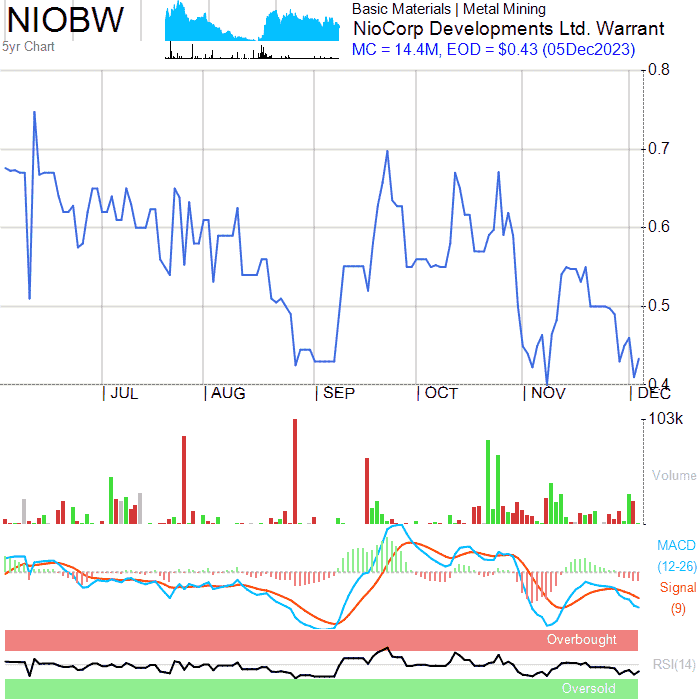 NIOBW
5yr Chart
Basic Materials | Metal Mining
NioCorp Developments Ltd. Warrant
MC = 14.4M, EOD = $0.43 (05Dec2023)
0.8
0.7
0.6
0.5
0.4
| JUL | AUG | SEP | OCT | NOV | DEC
103k
Volume
MACD
(12-26)
Signal
(9)
Overbought
RSI(14)
Oversold